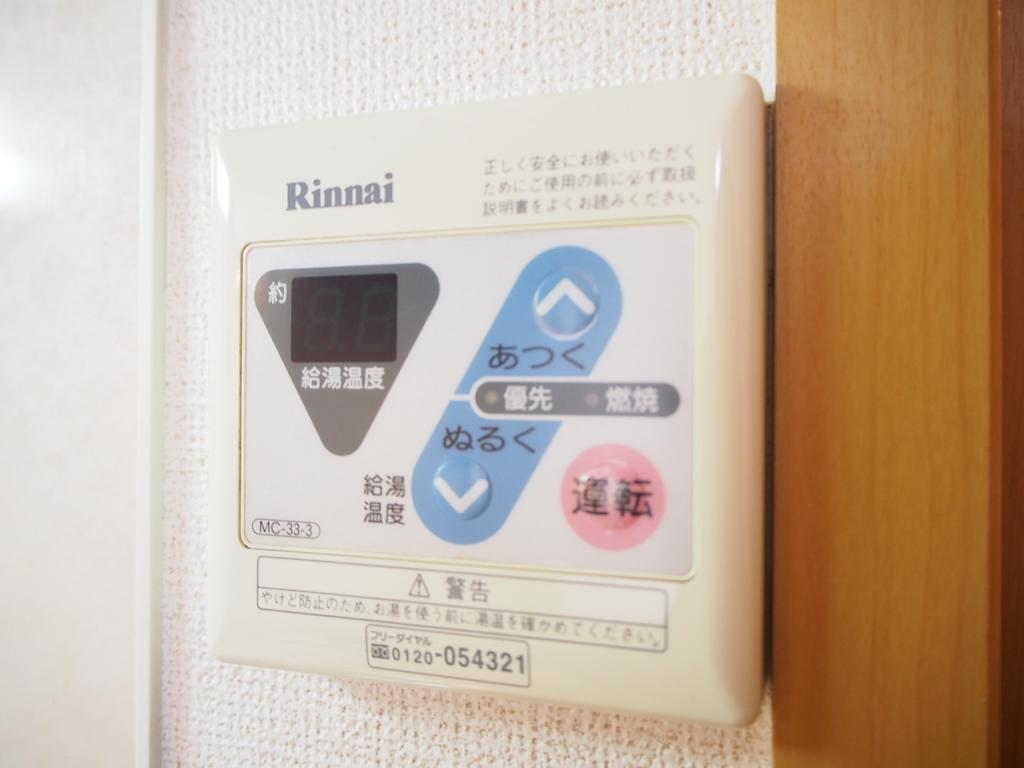 Rinnai
正しく安全にお使いいただく
ためにご使用の前に必ず取扱
説明書をよくお読みください。
約
給湯温度
あつく
優先 燃焼
ぬるく
給湯
温度
運転
MC-33-3
⚠ 警告
やけど防止のため、お湯を使う前に湯温を確かめてください。
フリーダイヤル
0120-054321